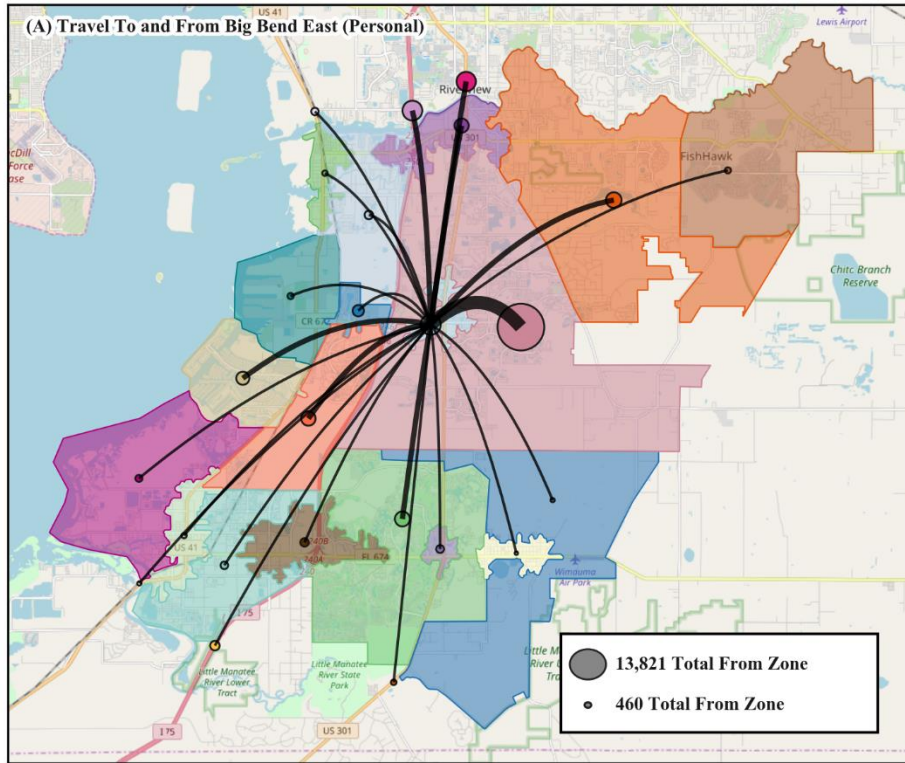 (A) Travel To and From Big Bend East (Personal)
US 41
Lewis Airport
Riverview
301
FishHawk
Force
Chito Branch
Reserve
CR 672
US 41
FL 674
Wimauma
Air Park
I 75
Little Manatee
River Lower
Tract
Little Manatee
River State
Park
US 301
I 75
13,821 Total From Zone
460 Total From Zone